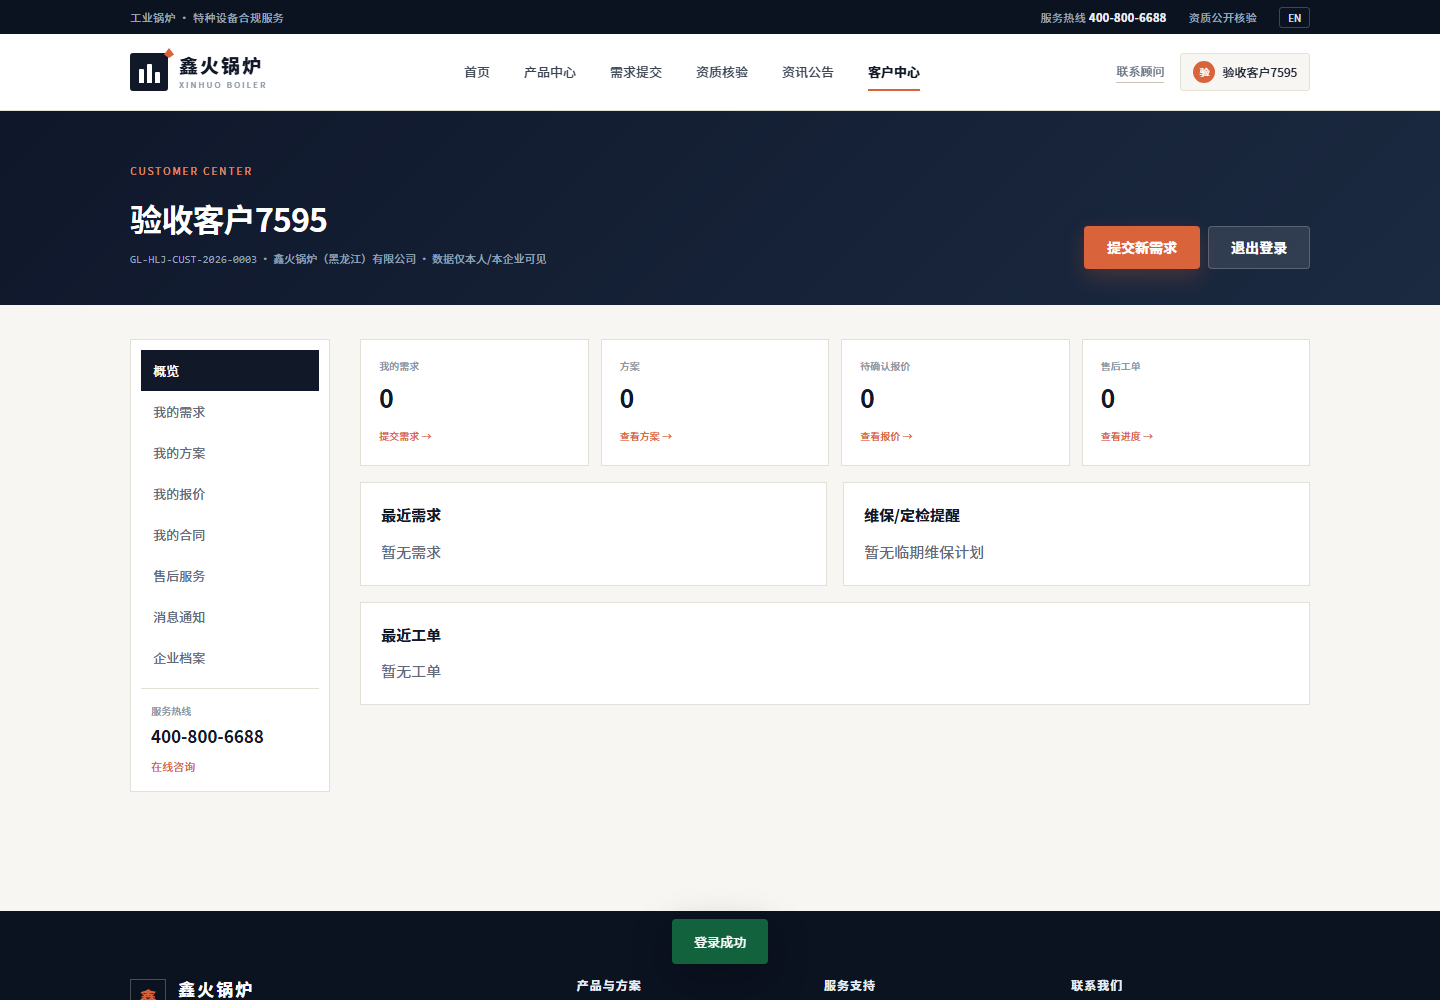 工业锅炉 · 特种设备合规服务
服务热线 400-800-6688
资质公开核验
EN
鑫火锅炉
XINHUO BOILER
首页
产品中心
需求提交
资质核验
资讯公告
客户中心
联系顾问
验
验收客户7595
CUSTOMER CENTER
验收客户7595
GL-HLJ-CUST-2026-0003 · 鑫火锅炉（黑龙江）有限公司 · 数据仅本人/本企业可见
提交新需求
退出登录
概览
我的需求
我的方案
我的报价
我的合同
售后服务
消息通知
企业档案
服务热线
400-800-6688
在线咨询
我的需求
0
提交需求 →
方案
0
查看方案 →
待确认报价
0
查看报价 →
售后工单
0
查看进度 →
最近需求
暂无需求
维保/定检提醒
暂无临期维保计划
最近工单
暂无工单
登录成功
鑫
鑫火锅炉
产品与方案
服务支持
联系我们